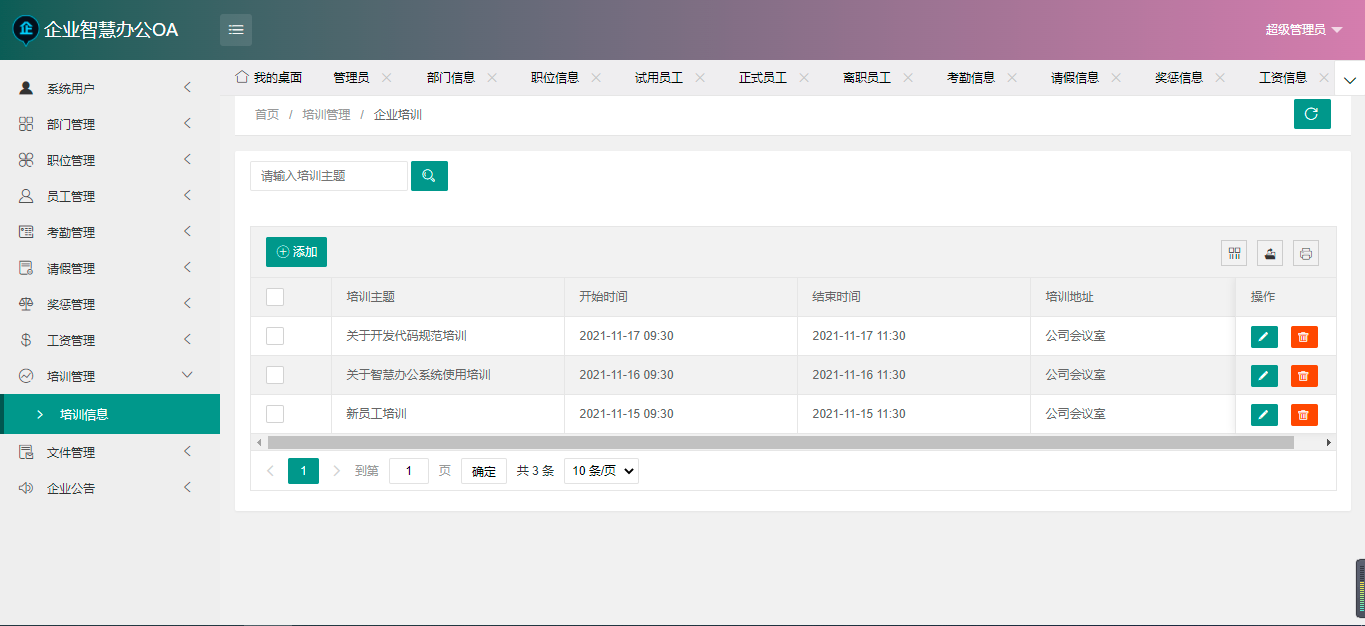 企业智慧办公OA
超级管理员
我的桌面 管理员 部门信息 职位信息 试用员工 正式员工 离职员工 考勤信息 请假信息 奖惩信息 工资信息
系统用户
部门管理
职位管理
员工管理
考勤管理
请假管理
奖惩管理
工资管理
培训管理
培训信息
文件管理
企业公告
首页 / 培训管理 / 企业培训
请输入培训主题
添加
培训主题 开始时间 结束时间 培训地址 操作
关于开发代码规范培训 2021-11-17 09:30 2021-11-17 11:30 公司会议室
关于智慧办公系统使用培训 2021-11-16 09:30 2021-11-16 11:30 公司会议室
新员工培训 2021-11-15 09:30 2021-11-15 11:30 公司会议室
1 到第 1 页 确定 共 3 条 10 条/页